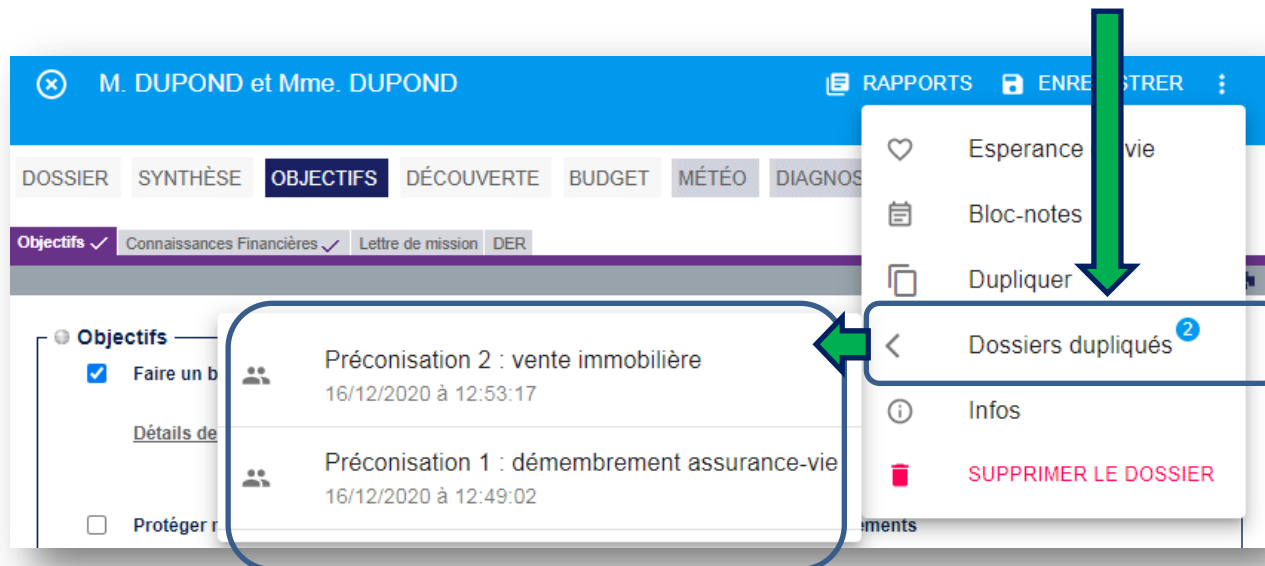 M. DUPOND et Mme. DUPOND
RAPPORTS ENRE STRER
DOSSIER SYNTHÈSE OBJECTIFS DÉCOUVERTE BUDGET MÉTÉO DIAGNOS
Objectifs Connaissances Financières Lettre de mission DER
Esperance vie
Bloc-notes
Dupliquer
Dossiers dupliqués 2
Infos
SUPPRIMER LE DOSSIER
Objectifs
Faire un b
Détails de
Protéger r ements
Préconisation 2 : vente immobilière
16/12/2020 à 12:53:17
Préconisation 1 : démembrement assurance-vie
16/12/2020 à 12:49:02